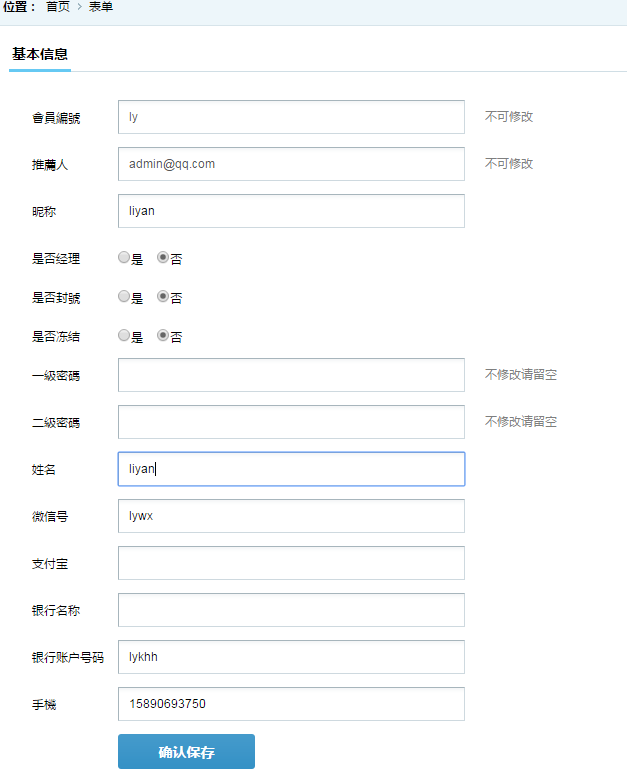 位置： 首页 > 表单
基本信息
會員編號 ly 不可修改
推薦人 admin@qq.com 不可修改
昵称 liyan
是否经理 是 否
是否封號 是 否
是否冻结 是 否
一級密碼 不修改请留空
二級密碼 不修改请留空
姓名 liyan
微信号 lywx
支付宝
银行名称
银行账户号码 lykhh
手機 15890693750
确认保存